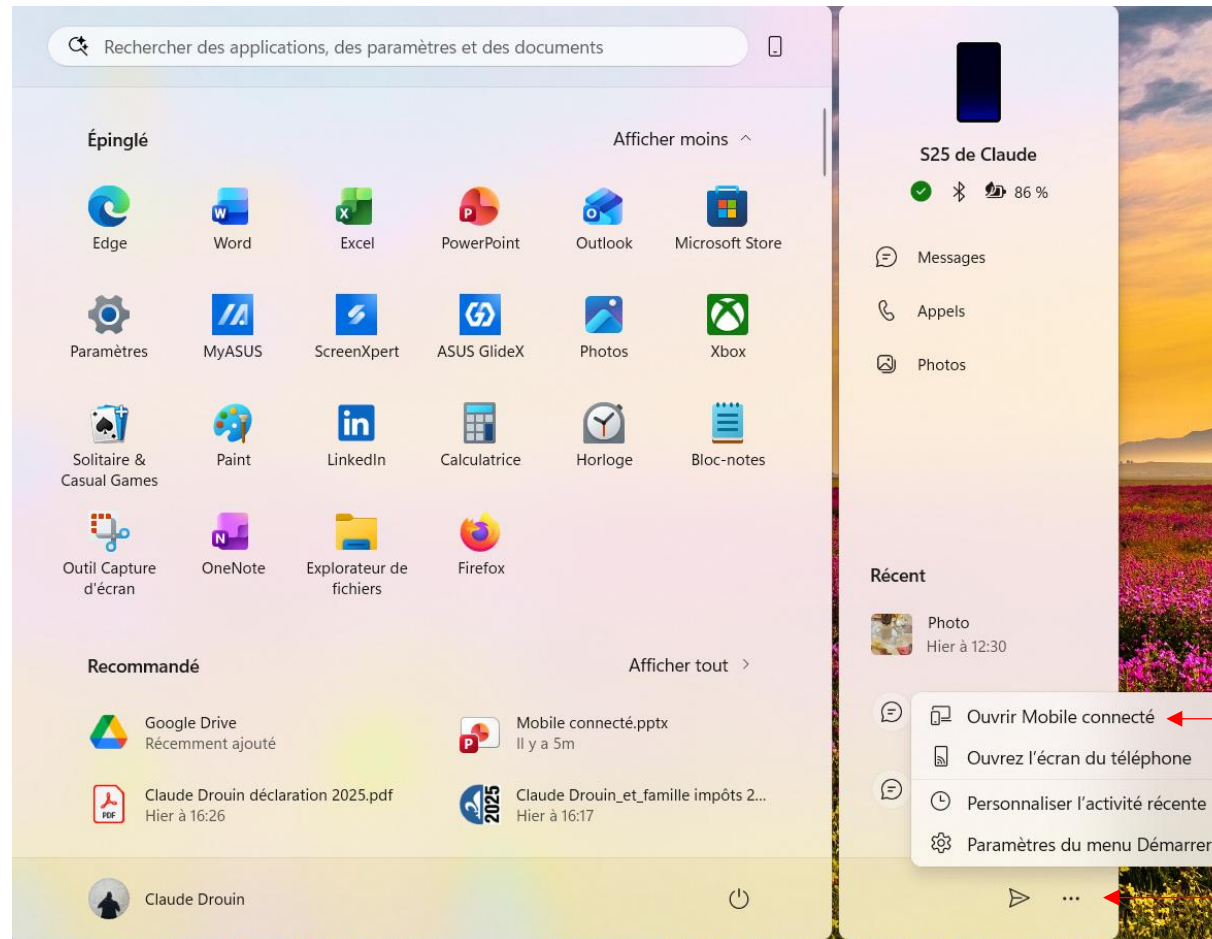 Rechercher des applications, des paramètres et des documents
Épinglé
Afficher moins
Edge
Word
Excel
PowerPoint
Outlook
Microsoft Store
Paramètres
MyASUS
ScreenXpert
ASUS GlideX
Photos
Xbox
Solitaire &
Casual Games
Paint
LinkedIn
Calculatrice
Horloge
Bloc-notes
Outil Capture
d'écran
OneNote
Explorateur de
fichiers
Firefox
Recommandé
Afficher tout
Google Drive
Récemment ajouté
Mobile connecté.pptx
Il y a 5m
PDF
Claude Drouin déclaration 2025.pdf
Hier à 16:26
2025
Claude Drouin_et_famille impôts 2...
Hier à 16:17
Claude Drouin
S25 de Claude
86 %
Messages
Appels
Photos
Récent
Photo
Hier à 12:30
Ouvrir Mobile connecté
Ouvrez l'écran du téléphone
Personnaliser l'activité récente
Paramètres du menu Démarrer